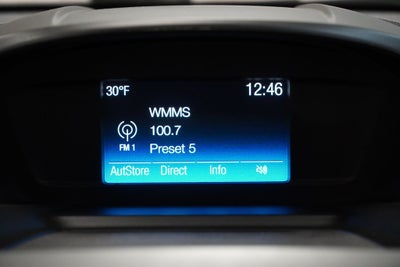 30°F 12:46
WMMS
100.7
FM 1 Preset 5
AutStore Direct Info